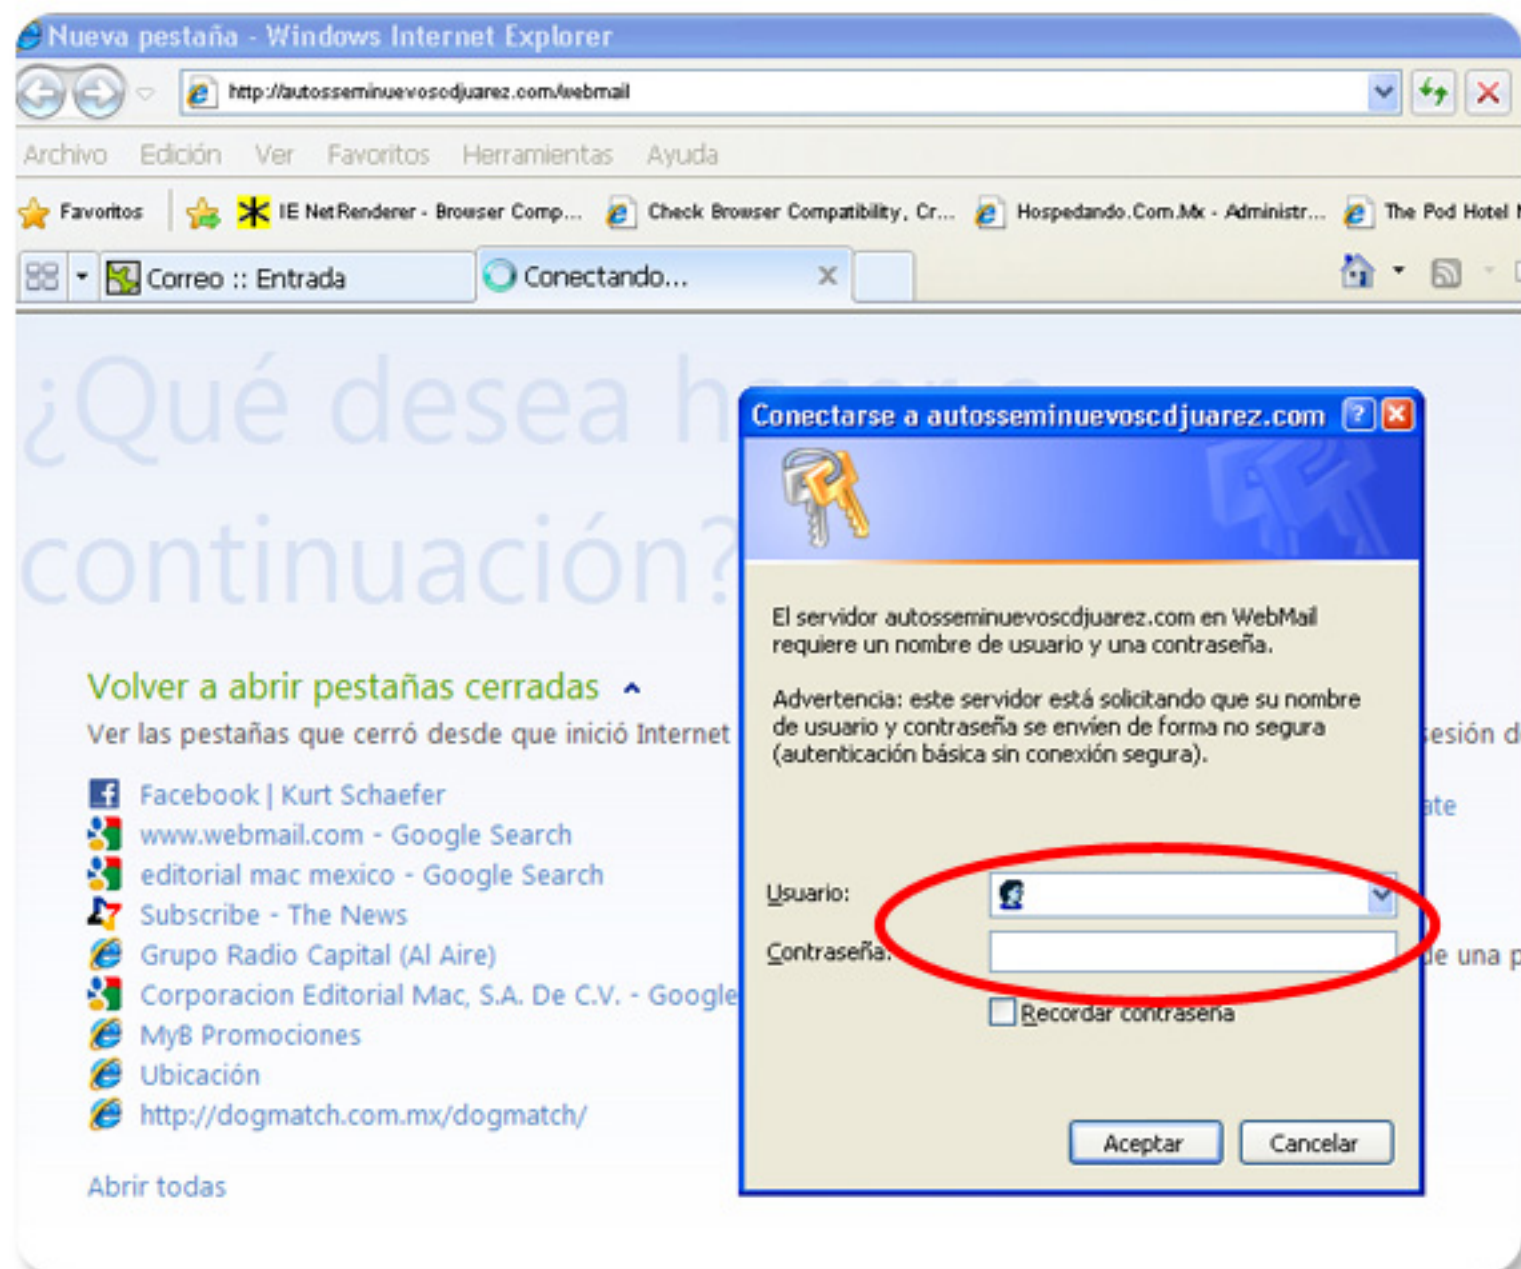 Nueva pestaña - Windows Internet Explorer
http://autosseminuevoscdjuarez.com/webmail
Archivo Edición Ver Favoritos Herramientas Ayuda
Favoritos IE NetRenderer - Browser Comp... Check Browser Compatibility, Cr... Hospedando.Com.Mx - Administr... The Pod Hotel
Correo :: Entrada Conectando...
¿Qué desea
continuación?
Volver a abrir pestañas cerradas
Ver las pestañas que cerró desde que inició Internet
Facebook | Kurt Schaefer
www.webmail.com - Google Search
editorial mac mexico - Google Search
Subscribe - The News
Grupo Radio Capital (Al Aire)
Corporacion Editorial Mac, S.A. De C.V. - Google
MyB Promociones
Ubicación
http://dogmatch.com.mx/dogmatch/
Abrir todas
Conectarse a autosseminuevoscdjuarez.com
El servidor autosseminuevoscdjuarez.com en WebMail
requiere un nombre de usuario y una contraseña.
Advertencia: este servidor está solicitando que su nombre
de usuario y contraseña se envíen de forma no segura
(autenticación básica sin conexión segura).
Usuario:
Contraseña:
Recordar contraseña
Aceptar Cancelar
sesión
de una